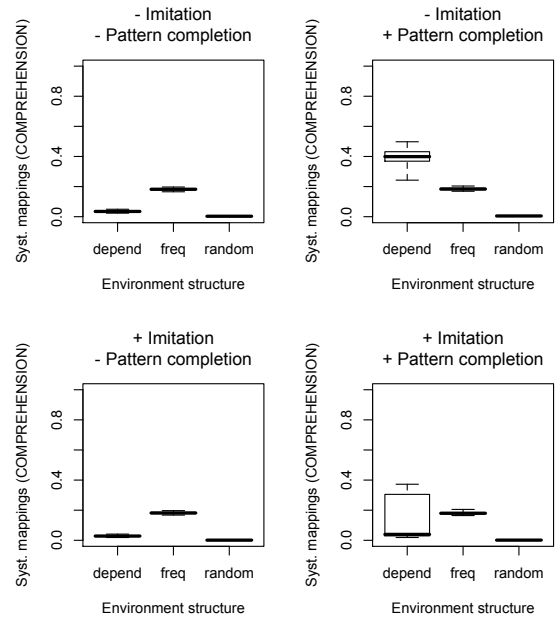 - Imitation
- Pattern completion
Syst. mappings (COMPREHENSION)
0.0 0.4 0.8
depend freq random
Environment structure
- Imitation
+ Pattern completion
Syst. mappings (COMPREHENSION)
0.0 0.4 0.8
depend freq random
Environment structure
+ Imitation
- Pattern completion
Syst. mappings (COMPREHENSION)
0.0 0.4 0.8
depend freq random
Environment structure
+ Imitation
+ Pattern completion
Syst. mappings (COMPREHENSION)
0.0 0.4 0.8
depend freq random
Environment structure